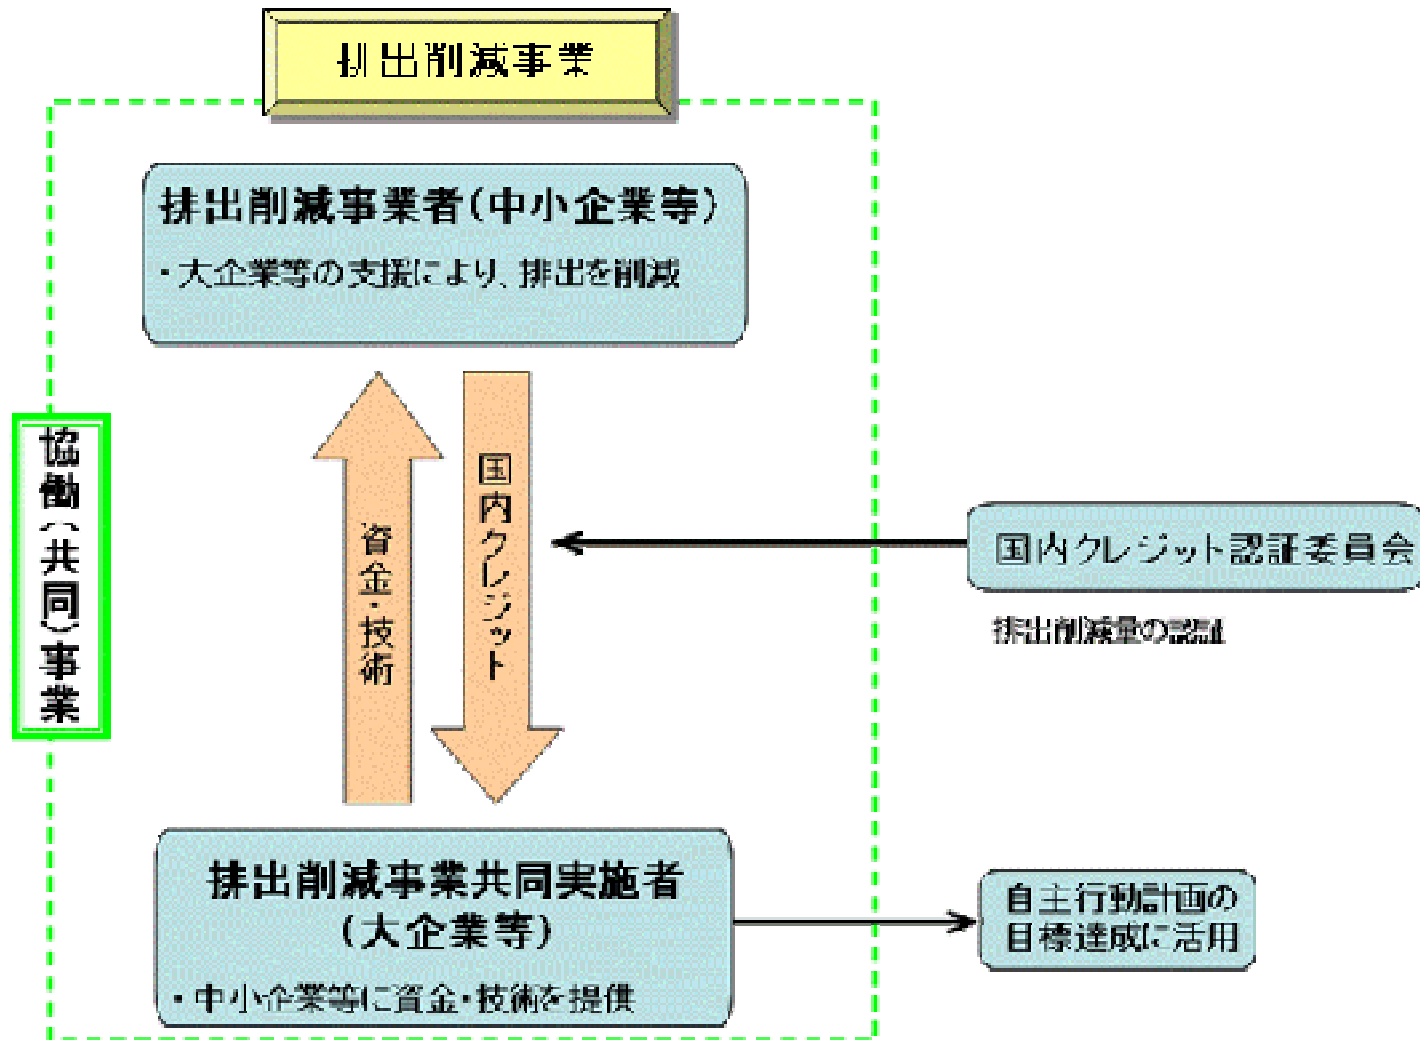 排出削減事業
排出削減事業者(中小企業等)
・大企業等の支援により、排出を削減
協働(共同)事業
資金・技術
国内クレジット
国内クレジット認証委員会
排出削減量の認証
排出削減事業共同実施者
(大企業等)
・中小企業等に資金・技術を提供
自主行動計画の
目標達成に活用